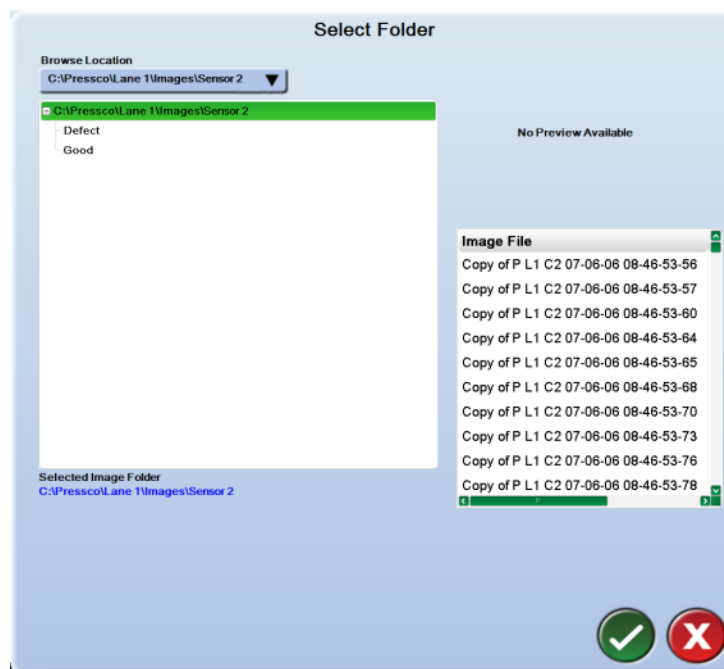 Select Folder
Browse Location
C:\Pressco\Lane 1\Images\Sensor 2
C:\Pressco\Lane 1\Images\Sensor 2
Defect
Good
No Preview Available
Image File
Copy of P L1 C2 07-06-06 08-46-53-56
Copy of P L1 C2 07-06-06 08-46-53-57
Copy of P L1 C2 07-06-06 08-46-53-60
Copy of P L1 C2 07-06-06 08-46-53-64
Copy of P L1 C2 07-06-06 08-46-53-65
Copy of P L1 C2 07-06-06 08-46-53-68
Copy of P L1 C2 07-06-06 08-46-53-70
Copy of P L1 C2 07-06-06 08-46-53-73
Copy of P L1 C2 07-06-06 08-46-53-76
Copy of P L1 C2 07-06-06 08-46-53-78
Selected Image Folder
C:\Pressco\Lane 1\Images\Sensor 2